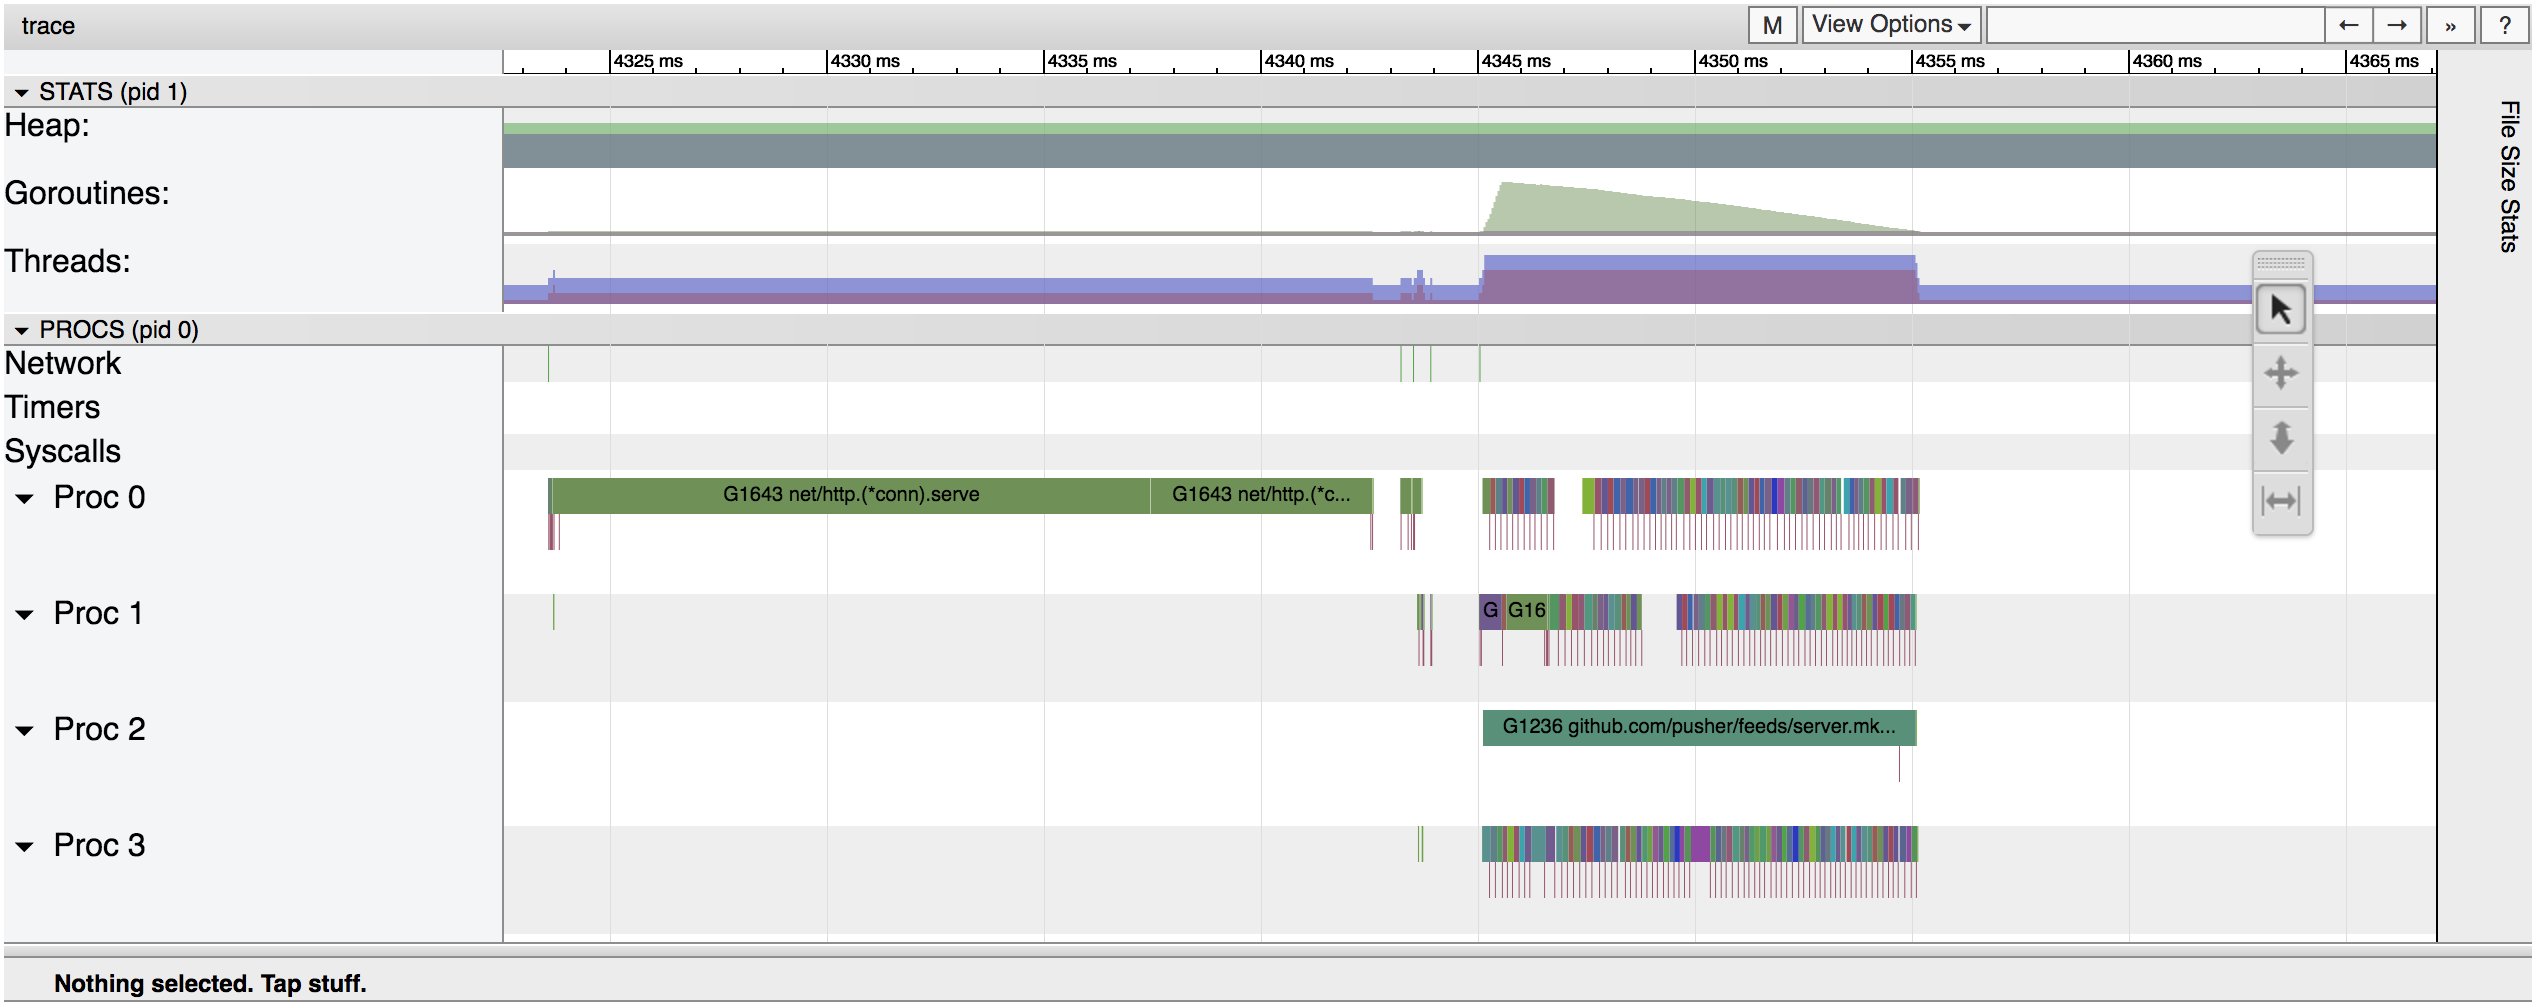 trace M View Options ← → » ?
4325 ms 4330 ms 4335 ms 4340 ms 4345 ms 4350 ms 4355 ms 4360 ms 4365 ms
STATS (pid 1)
Heap:
Goroutines:
Threads:
PROCS (pid 0)
Network
Timers
Syscalls
Proc 0 G1643 net/http.(*conn).serve G1643 net/http.(*c...
Proc 1 G G16
Proc 2 G1236 github.com/pusher/feeds/server.mk...
Proc 3
File Size Stats
Nothing selected. Tap stuff.